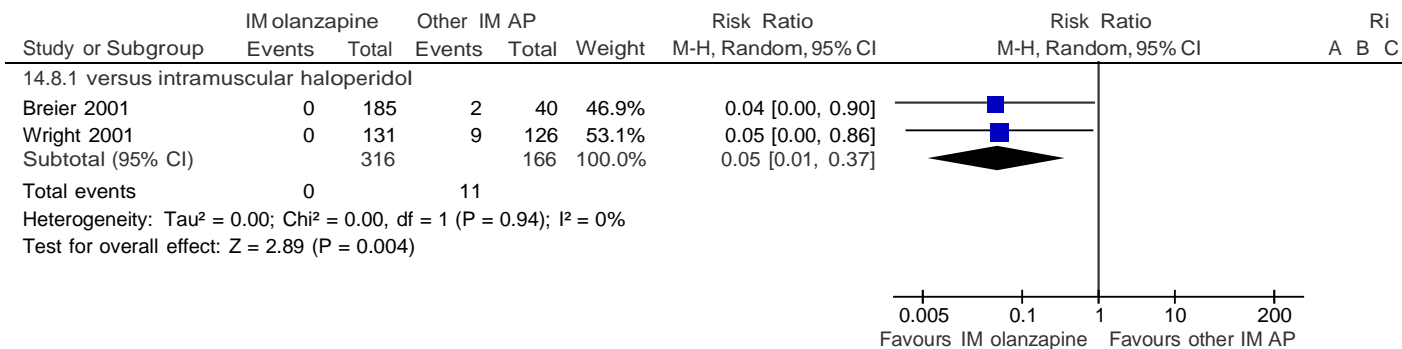 IM olanzapine Other IM AP Risk Ratio Risk Ratio Ri
Study or Subgroup Events Total Events Total Weight M-H, Random, 95% CI M-H, Random, 95% CI A B C
14.8.1 versus intramuscular haloperidol
Breier 2001 0 185 2 40 46.9% 0.04 [0.00, 0.90]
Wright 2001 0 131 9 126 53.1% 0.05 [0.00, 0.86]
Subtotal (95% CI) 316 166 100.0% 0.05 [0.01, 0.37]
Total events 0 11
Heterogeneity: Tau² = 0.00; Chi² = 0.00, df = 1 (P = 0.94); I² = 0%
Test for overall effect: Z = 2.89 (P = 0.004)
0.005 0.1 1 10 200
Favours IM olanzapine Favours other IM AP